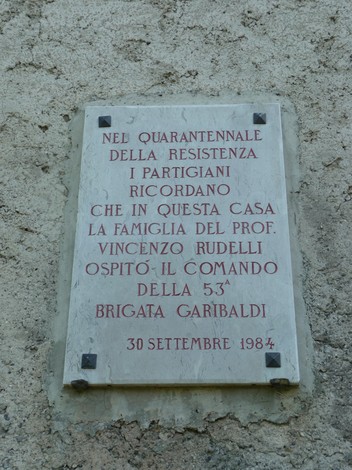 NEL QUARANTENNALE
DELLA RESISTENZA
I PARTIGIANI
RICORDANO
CHE IN QUESTA CASA
LA FAMIGLIA DEL PROF.
VINCENZO RUDELLI
OSPITÒ IL COMANDO
DELLA 53ᴬ
BRIGATA GARIBALDI
30 SETTEMBRE 1984